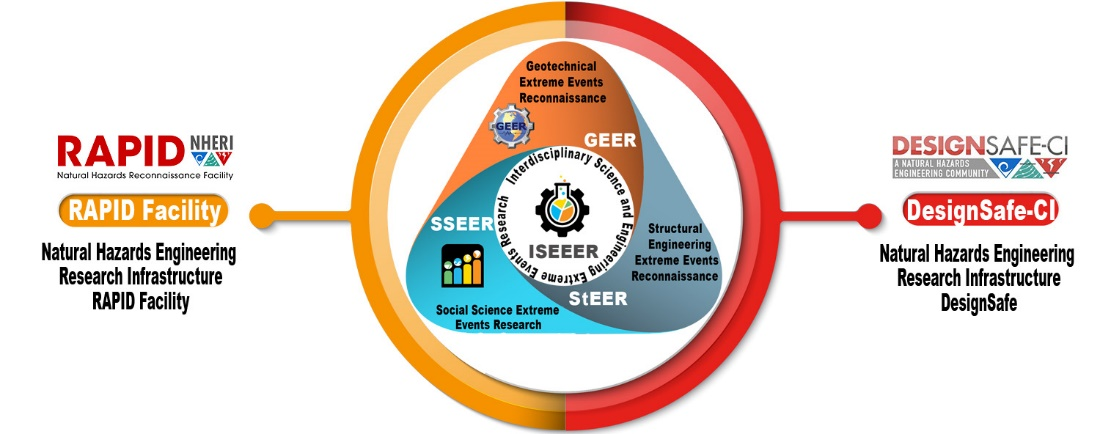 RAPID NHERI
Natural Hazards Reconnaissance Facility
RAPID Facility
Natural Hazards Engineering
Research Infrastructure
RAPID Facility
Geotechnical
Extreme Events
Reconnaissance
GEER
GEER
Interdisciplinary Science and Engineering Extreme Events Research
ISEEER
SSEER
Social Science Extreme
Events Research
Structural
Engineering
Extreme Events
Reconnaissance
StEER
DESIGNSAFE-CI
A NATURAL HAZARDS
ENGINEERING COMMUNITY
DesignSafe-CI
Natural Hazards Engineering
Research Infrastructure
DesignSafe